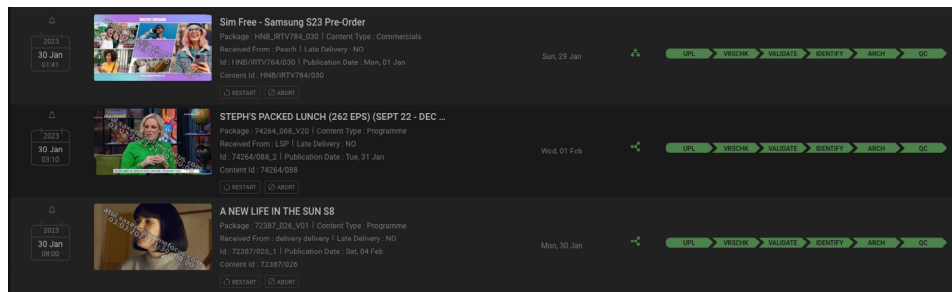 2023
30 Jan
01:41
Sim Free - Samsung S23 Pre-Order
Package : HNB_IRTV784_030 | Content Type : Commercials
Received From : Peach | Late Delivery : NO
Id : HNB/IRTV784/030 | Publication Date : Mon, 01 Jan
Content Id : HNB/IRTV784/030
RESTART
ABORT
Sun, 29 Jan
UPL
VRSCHK
VALIDATE
IDENTIFY
ARCH
QC
2023
30 Jan
03:10
STEPH'S PACKED LUNCH (262 EPS) (SEPT 22 - DEC ...
Package : 74264_088_V20 | Content Type : Programme
Received From : LSP | Late Delivery : NO
Id : 74264/088_2 | Publication Date : Tue, 31 Jan
Content Id : 74264/088
RESTART
ABORT
Wed, 01 Feb
UPL
VRSCHK
VALIDATE
IDENTIFY
ARCH
QC
2023
30 Jan
08:00
A NEW LIFE IN THE SUN S8
Package : 72387_026_V01 | Content Type : Programme
Received From : delivery delivery | Late Delivery : NO
Id : 72387/026_1 | Publication Date : Sat, 04 Feb
Content Id : 72387/026
RESTART
ABORT
Mon, 30 Jan
UPL
VRSCHK
VALIDATE
IDENTIFY
ARCH
QC